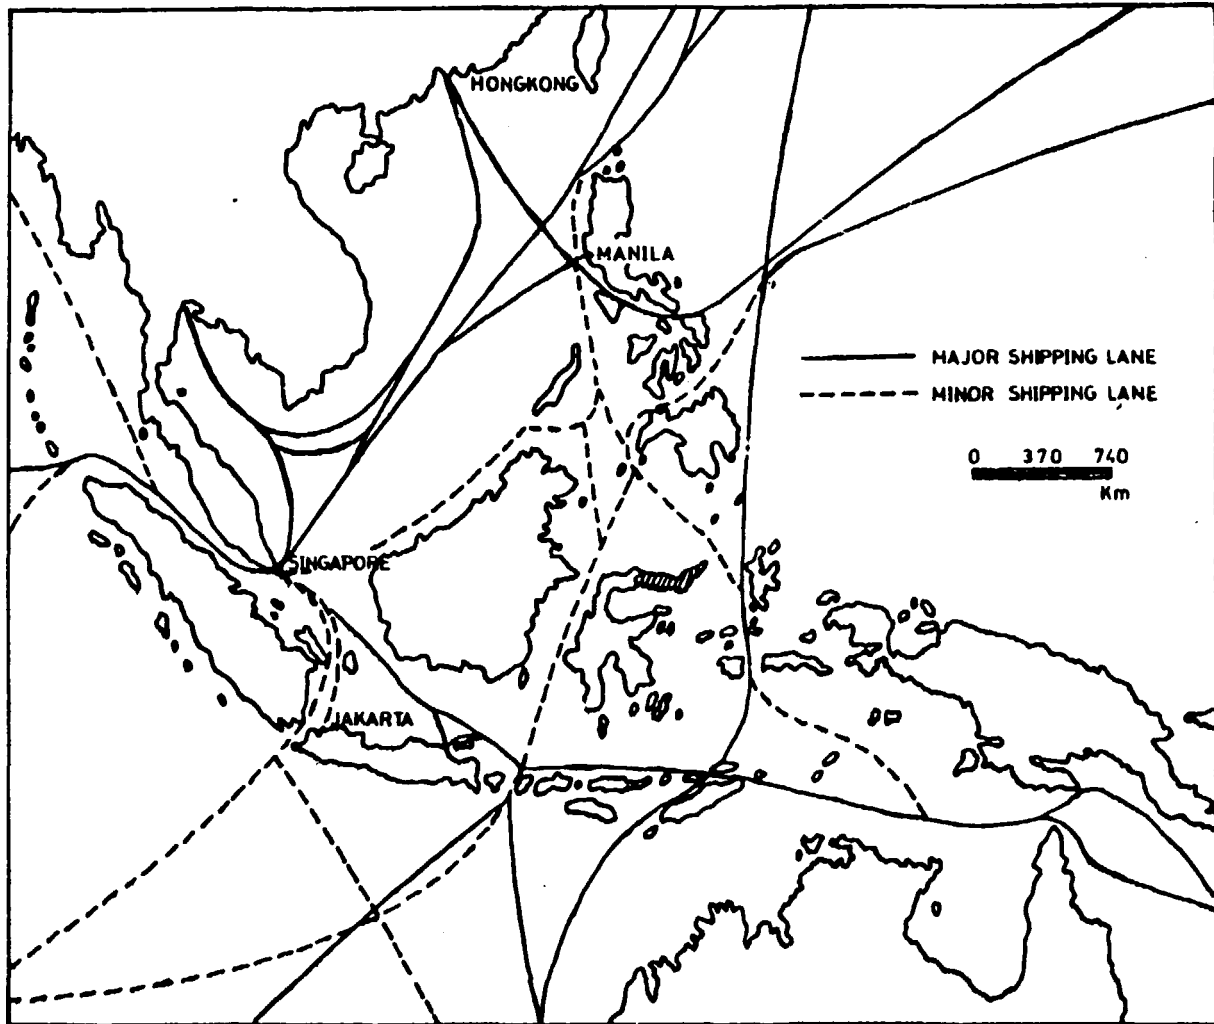 HONGKONG
MANILA
MAJOR SHIPPING LANE
MINOR SHIPPING LANE
0 370 740
Km
SINGAPORE
JAKARTA